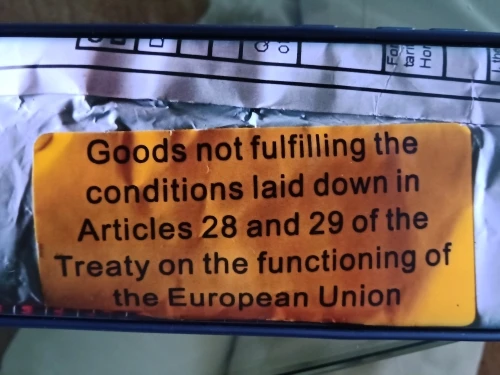 Goods not fulfilling the
conditions laid down in
Articles 28 and 29 of the
Treaty on the functioning of
the European Union